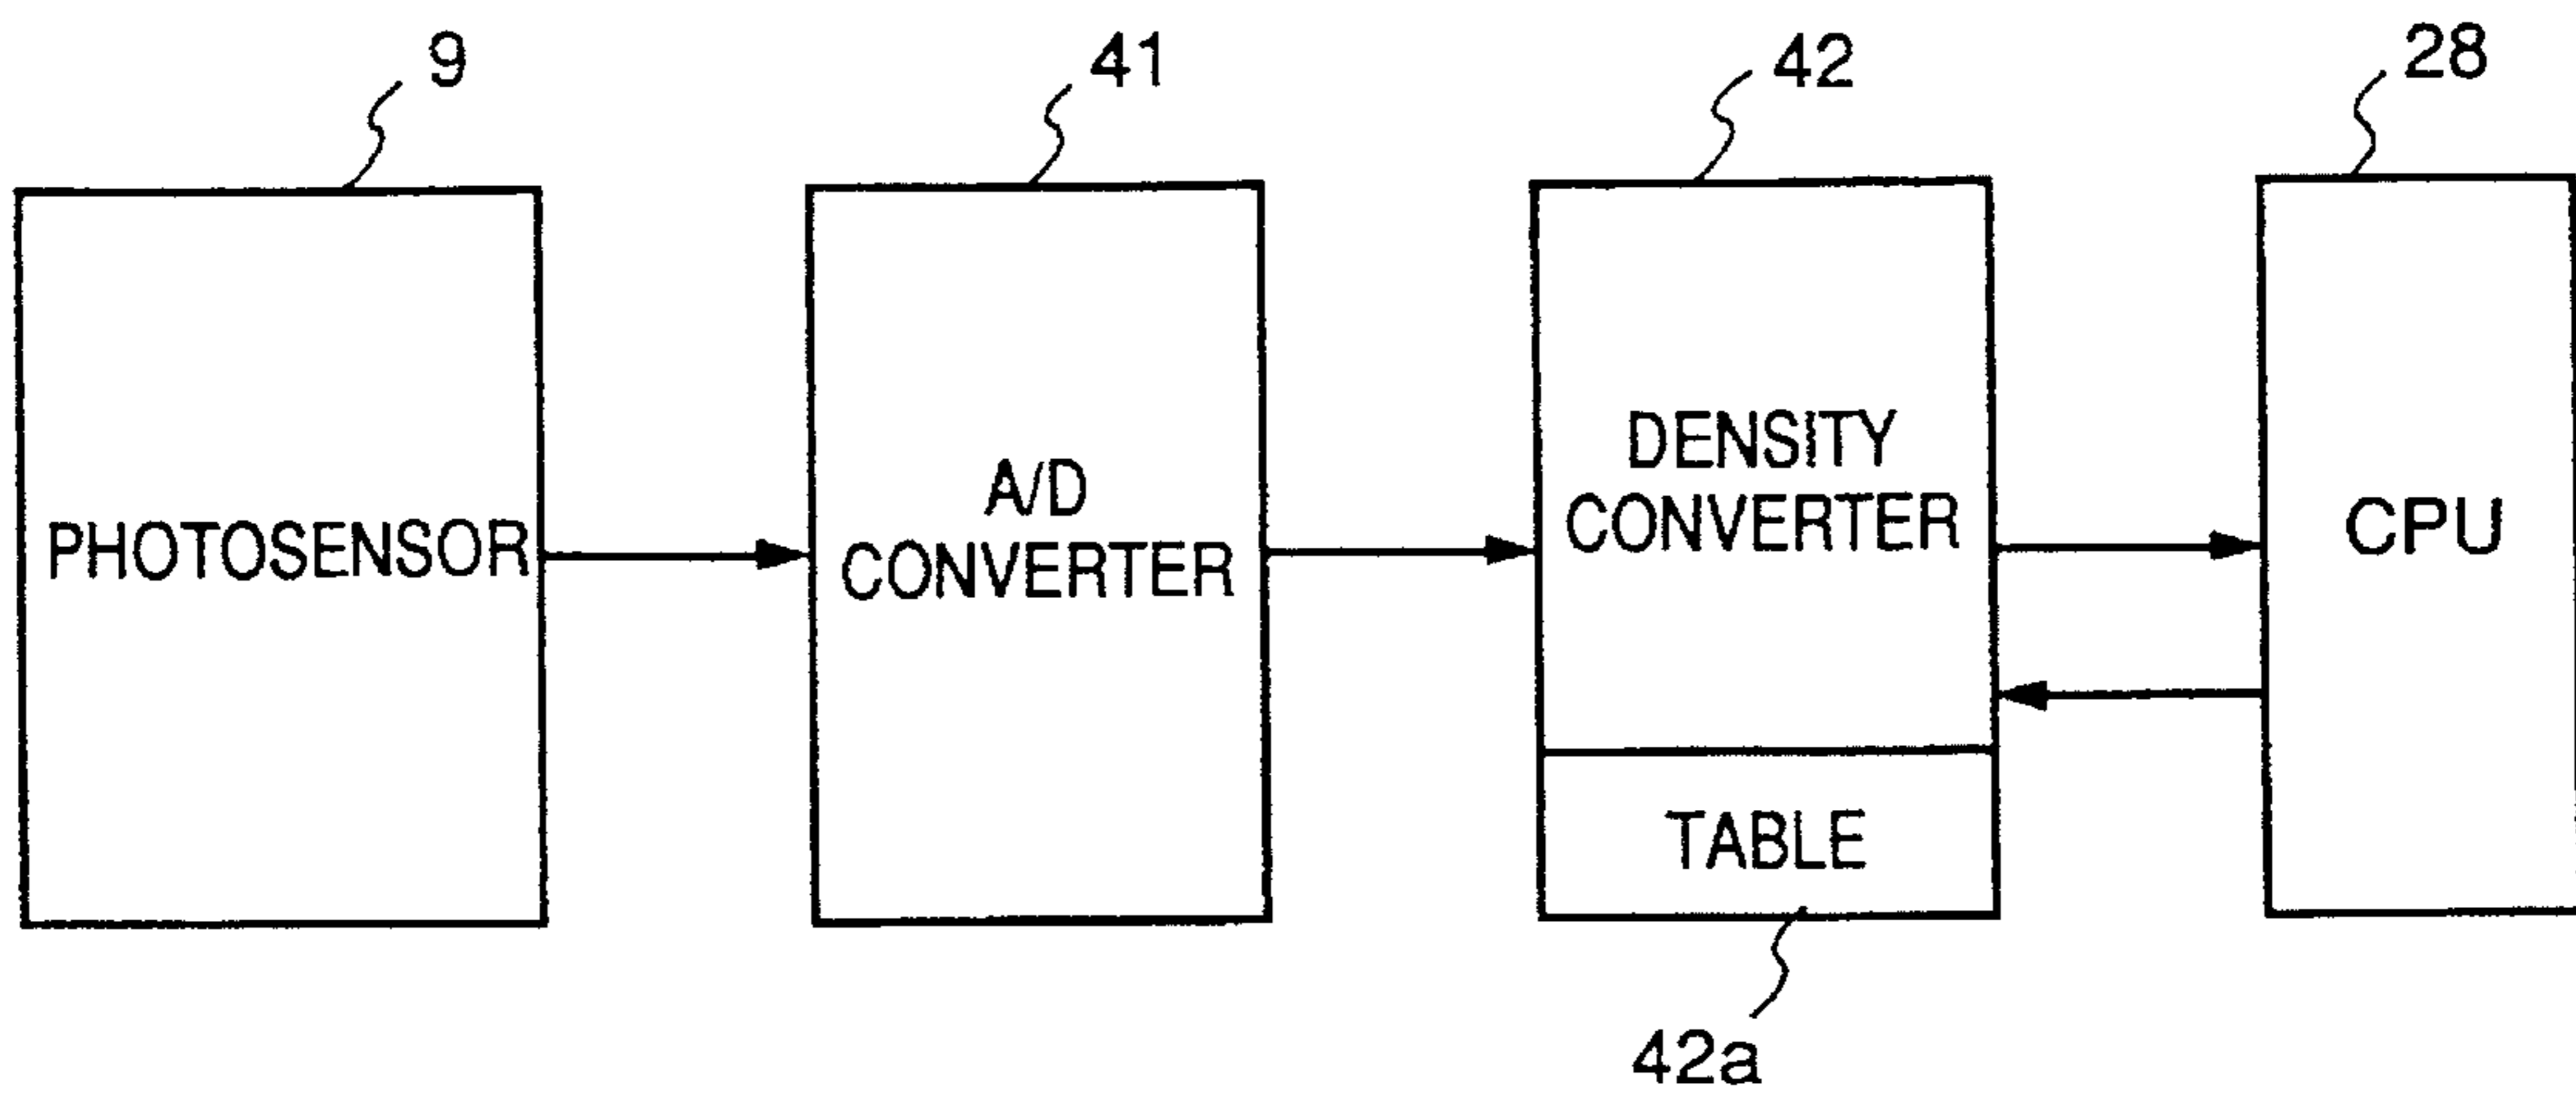 9
41
42
28
PHOTOSENSOR
A/D
CONVERTER
DENSITY
CONVERTER
CPU
TABLE
42a